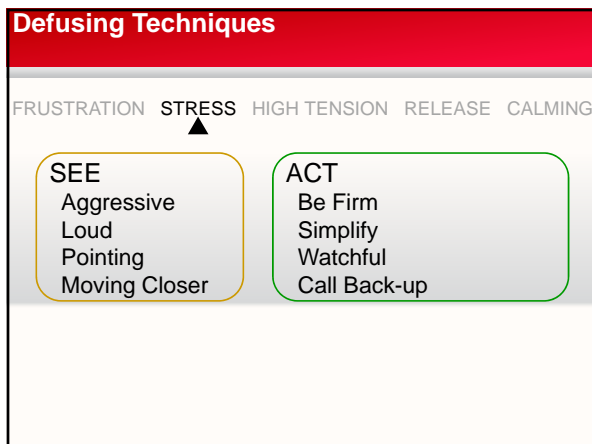 Defusing Techniques
FRUSTRATION STRESS HIGH TENSION RELEASE CALMING
SEE
Aggressive
Loud
Pointing
Moving Closer
ACT
Be Firm
Simplify
Watchful
Call Back-up